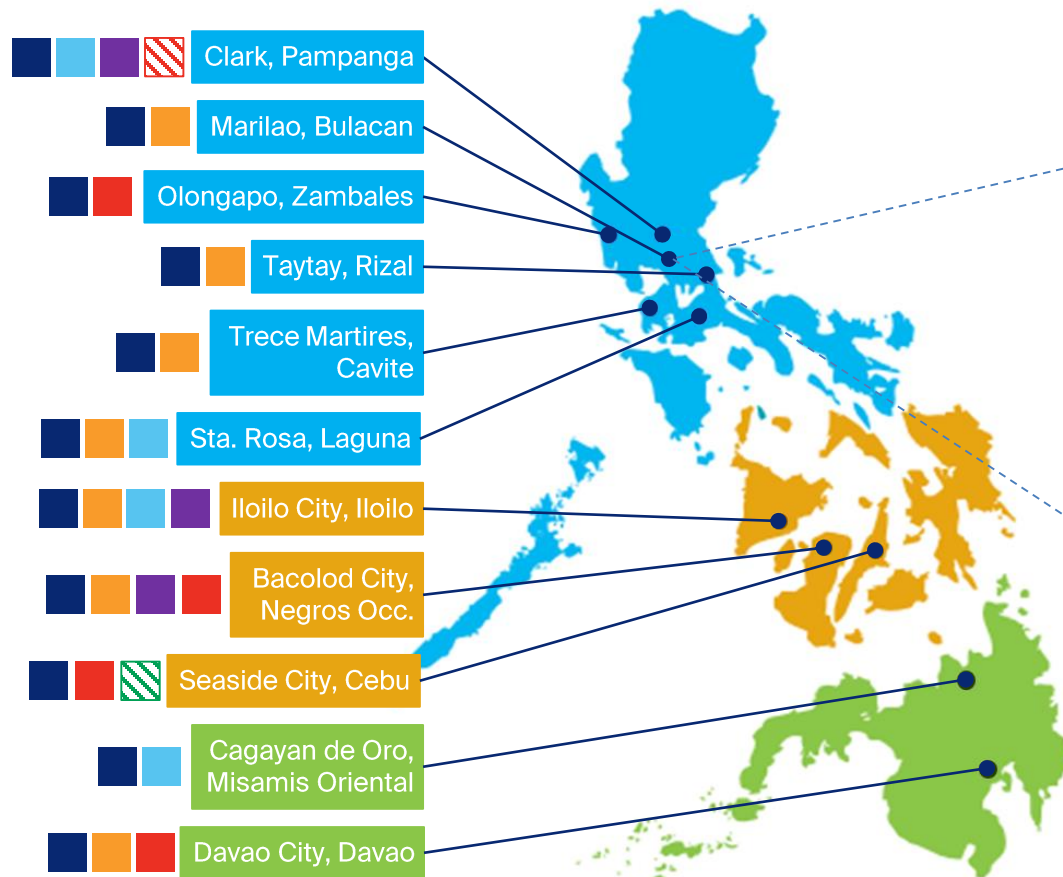 Clark, Pampanga
Marilao, Bulacan
Olongapo, Zambales
Taytay, Rizal
Trece Martires,
Cavite
Sta. Rosa, Laguna
Iloilo City, Iloilo
Bacolod City,
Negros Occ.
Seaside City, Cebu
Cagayan de Oro,
Misamis Oriental
Davao City, Davao